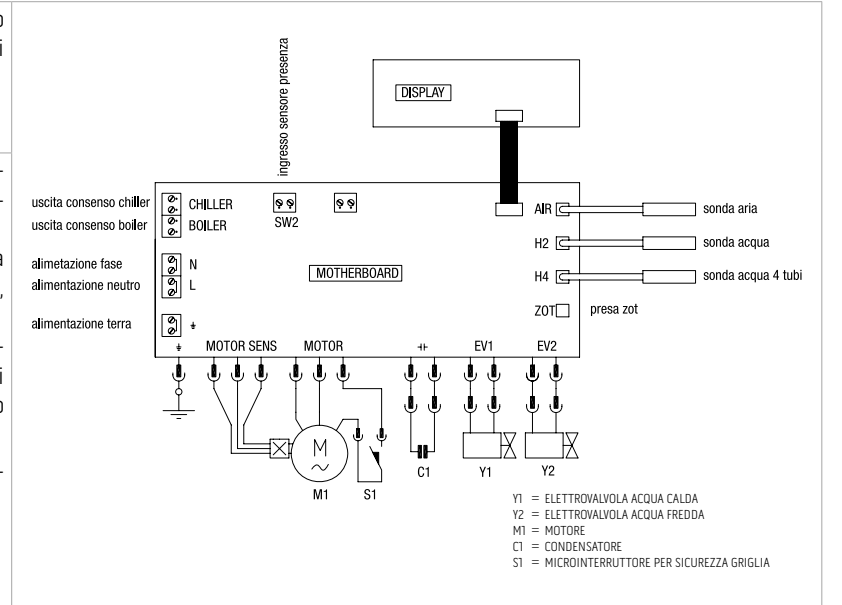 ingresso sensore presenza
DISPLAY
uscita consenso chiller
CHILLER
uscita consenso boiler
BOILER
SW2
AIR
sonda aria
H2
sonda acqua
alimetazione fase
N
MOTHERBOARD
H4
sonda acqua 4 tubi
alimentazione neutro
L
ZOT
presa zot
alimentazione terra
MOTOR SENS
MOTOR
EV1
EV2
M
~
M1
S1
C1
Y1
Y2
Y1 = ELETTROVALVOLA ACQUA CALDA
Y2 = ELETTROVALVOLA ACQUA FREDDA
M1 = MOTORE
C1 = CONDENSATORE
S1 = MICROINTERRUTTORE PER SICUREZZA GRIGLIA